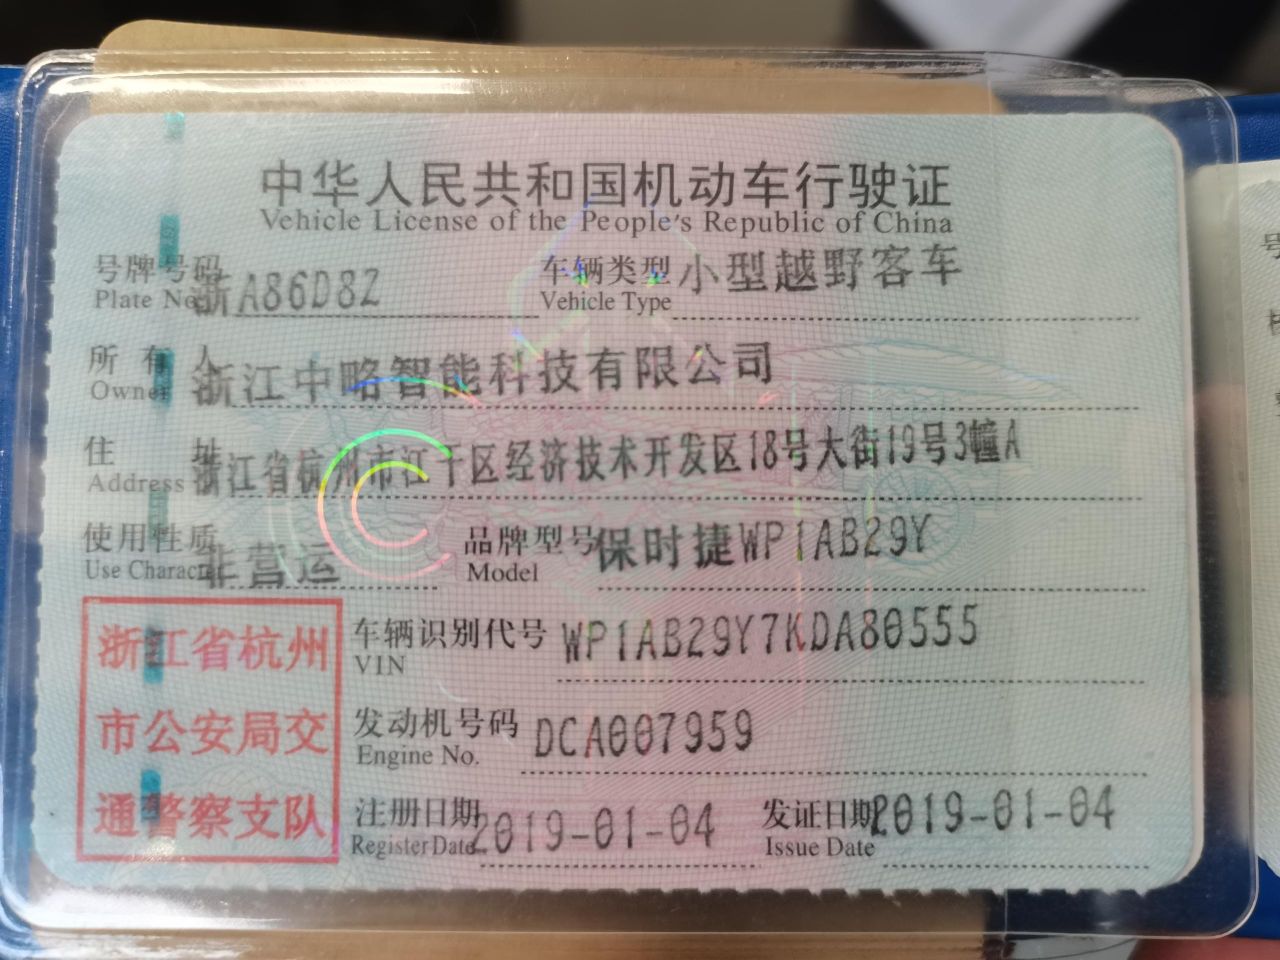 中华人民共和国机动车行驶证
Vehicle License of the People's Republic of China
号牌号码 浙A86D8Z 车辆类型 小型越野客车
Plate No. Vehicle Type
所有人 浙江中略智能科技有限公司
Owner
住址 浙江省杭州市江干区经济技术开发区18号大街19号3幢A
Address
使用性质 非营运 品牌型号 保时捷WP1AB29Y
Use Charac Model
浙江省杭州
市公安局交
通警察支队
车辆识别代号 WP1AB29Y7KDA80555
VIN
发动机号码 DCA007959
Engine No.
注册日期 2019-01-04 发证日期 2019-01-04
Register Date Issue Date
号